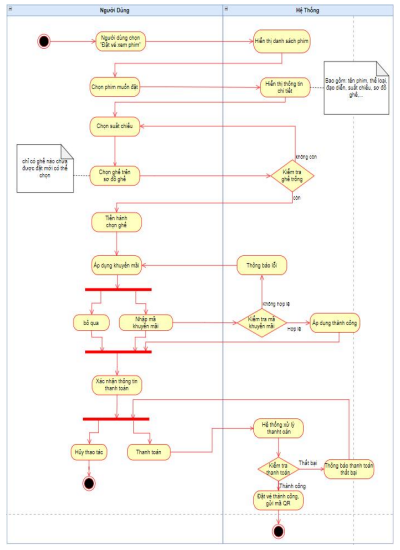 Người Dùng
Hệ Thống
Người dùng chọn
"Đặt vé xem phim"
Hiển thị danh sách phim
Chọn phim muốn đặt
Hiển thị thông tin
chi tiết
Bao gồm: tên phim, thể loại,
đạo diễn, suất chiếu, sơ đồ
ghế,...
Chọn suất chiếu
không còn
chỉ có ghế nào chưa
được đặt mới có thể
chọn
Chọn ghế trên
sơ đồ ghế
Kiểm tra
ghế trống
còn
Tiến hành
chọn ghế
Áp dụng khuyến mãi
Thông báo lỗi
Không hợp lệ
bỏ qua
Nhập mã
khuyến mãi
Kiểm tra mã
khuyến mãi
Hợp lệ
Áp dụng thành công
Xác nhận thông tin
thanh toán
Hệ thống xử lý
thanh toán
Hủy thao tác
Thanh toán
Kiểm tra
thanh toán
Thất bại
Thông báo thanh toán
thất bại
Thành công
Đặt vé thành công,
gửi mã QR